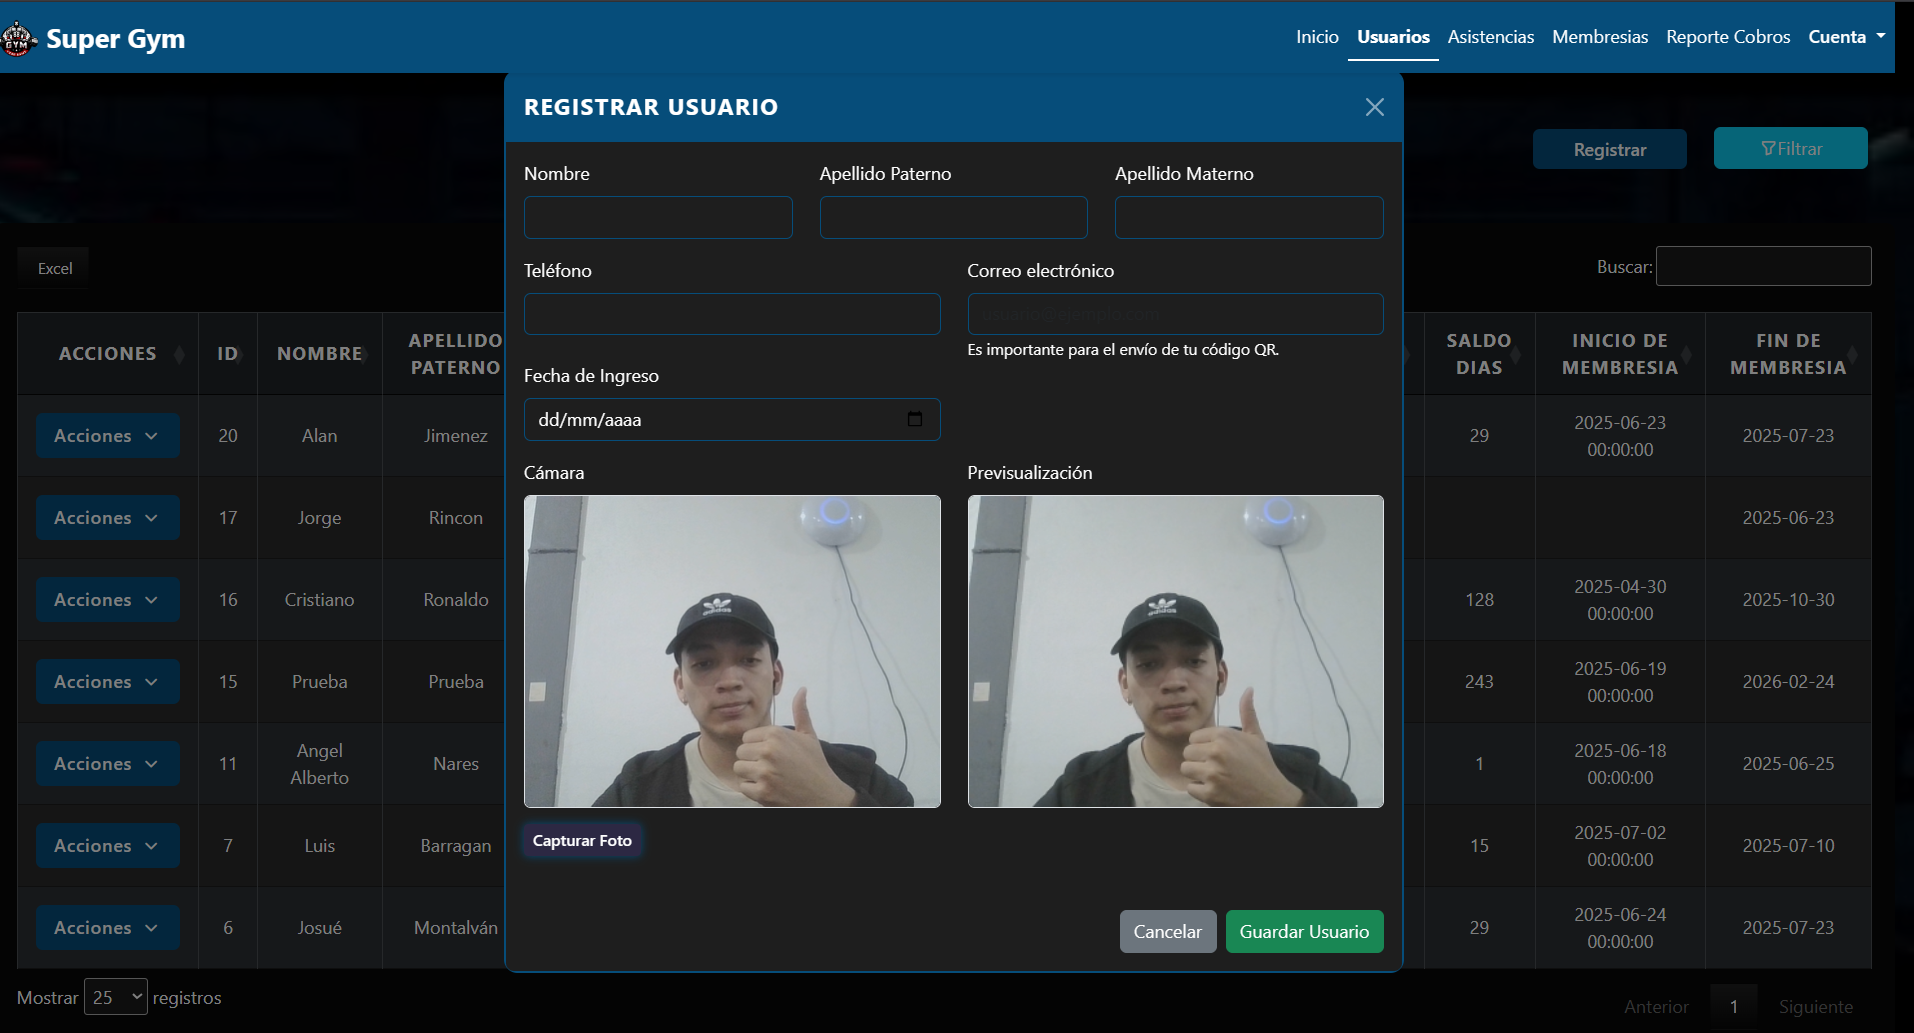 GYM
Super Gym
Inicio
Usuarios
Asistencias
Membresias
Reporte Cobros
Cuenta
REGISTRAR USUARIO
Registrar
Filtrar
Nombre
Apellido Paterno
Apellido Materno
Excel
Buscar:
Teléfono
Correo electrónico
usuario@ejemplo.com
Es importante para el envío de tu código QR.
Fecha de Ingreso
dd/mm/aaaa
Cámara
Previsualización
adidas
adidas
Capturar Foto
Cancelar
Guardar Usuario
ACCIONES ID NOMBRE APELLIDO PATERNO SALDO DIAS INICIO DE MEMBRESIA FIN DE MEMBRESIA
Acciones 20 Alan Jimenez 29 2025-06-23 00:00:00 2025-07-23
Acciones 17 Jorge Rincon 2025-06-23
Acciones 16 Cristiano Ronaldo 128 2025-04-30 00:00:00 2025-10-30
Acciones 15 Prueba Prueba 243 2025-06-19 00:00:00 2026-02-24
Acciones 11 Angel Alberto Nares 1 2025-06-18 00:00:00 2025-06-25
Acciones 7 Luis Barragan 15 2025-07-02 00:00:00 2025-07-10
Acciones 6 Josué Montalván 29 2025-06-24 00:00:00 2025-07-23
Mostrar 25 registros
Anterior 1 Siguiente